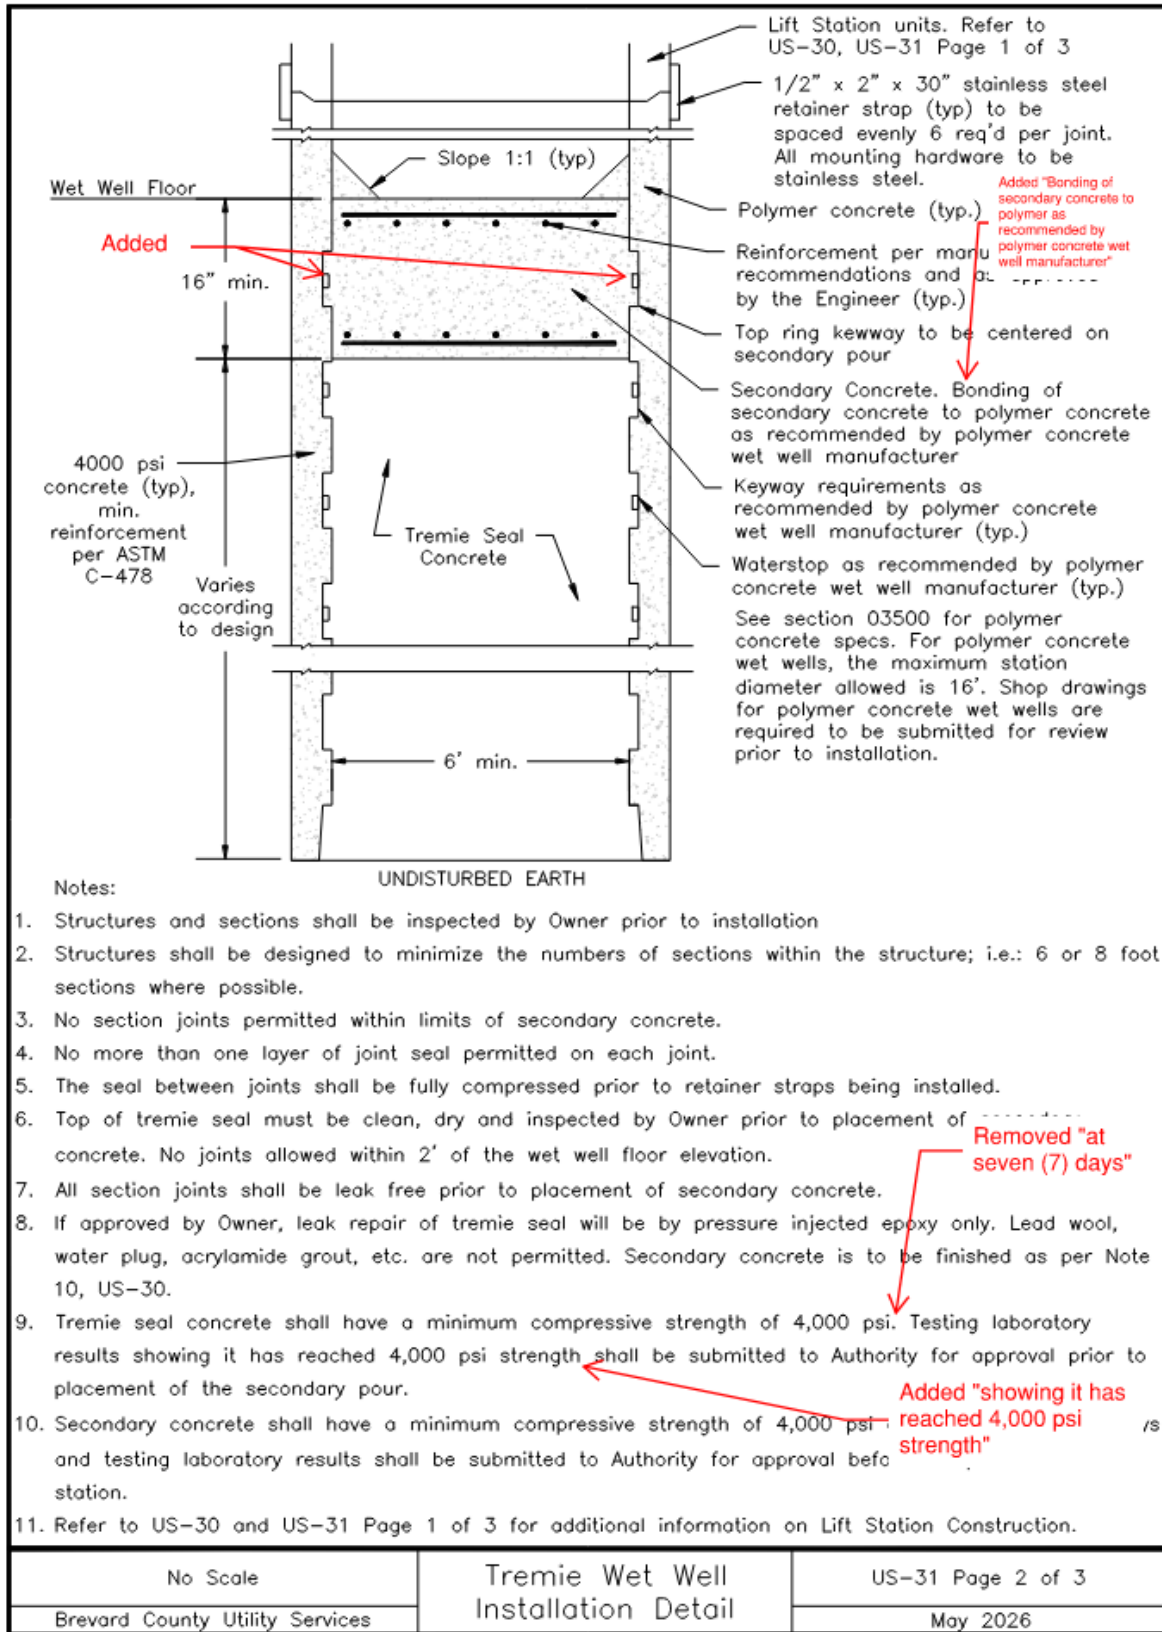 Lift Station units. Refer to
US-30, US-31 Page 1 of 3
1/2" x 2" x 30" stainless steel
retainer strap (typ) to be
spaced evenly 6 req'd per joint.
All mounting hardware to be
stainless steel.
Slope 1:1 (typ)
Wet Well Floor
Added
16" min.
Polymer concrete (typ.)
Added "Bonding of
secondary concrete to
polymer as
recommended by
polymer concrete wet
well manufacturer"
Reinforcement per manu
recommendations and as
by the Engineer (typ.)
Top ring kewway to be centered on
secondary pour
Secondary Concrete. Bonding of
secondary concrete to polymer concrete
as recommended by polymer concrete
wet well manufacturer
4000 psi
concrete (typ),
min.
reinforcement
per ASTM
C-478
Keyway requirements as
recommended by polymer concrete
wet well manufacturer (typ.)
Tremie Seal
Concrete
Waterstop as recommended by polymer
concrete wet well manufacturer (typ.)
Varies
according
to design
See section 03500 for polymer
concrete specs. For polymer concrete
wet wells, the maximum station
diameter allowed is 16'. Shop drawings
for polymer concrete wet wells are
required to be submitted for review
prior to installation.
6' min.
UNDISTURBED EARTH
Notes:
1. Structures and sections shall be inspected by Owner prior to installation
2. Structures shall be designed to minimize the numbers of sections within the structure; i.e.: 6 or 8 foot
sections where possible.
3. No section joints permitted within limits of secondary concrete.
4. No more than one layer of joint seal permitted on each joint.
5. The seal between joints shall be fully compressed prior to retainer straps being installed.
6. Top of tremie seal must be clean, dry and inspected by Owner prior to placement of
concrete. No joints allowed within 2' of the wet well floor elevation.
Removed "at
seven (7) days"
7. All section joints shall be leak free prior to placement of secondary concrete.
8. If approved by Owner, leak repair of tremie seal will be by pressure injected epoxy only. Lead wool,
water plug, acrylamide grout, etc. are not permitted. Secondary concrete is to be finished as per Note
10, US-30.
9. Tremie seal concrete shall have a minimum compressive strength of 4,000 psi. Testing laboratory
results showing it has reached 4,000 psi strength shall be submitted to Authority for approval prior to
placement of the secondary pour.
Added "showing it has
reached 4,000 psi
strength"
10. Secondary concrete shall have a minimum compressive strength of 4,000 psi
and testing laboratory results shall be submitted to Authority for approval
station.
11. Refer to US-30 and US-31 Page 1 of 3 for additional information on Lift Station Construction.
No Scale
Brevard County Utility Services
Tremie Wet Well
Installation Detail
US-31 Page 2 of 3
May 2026